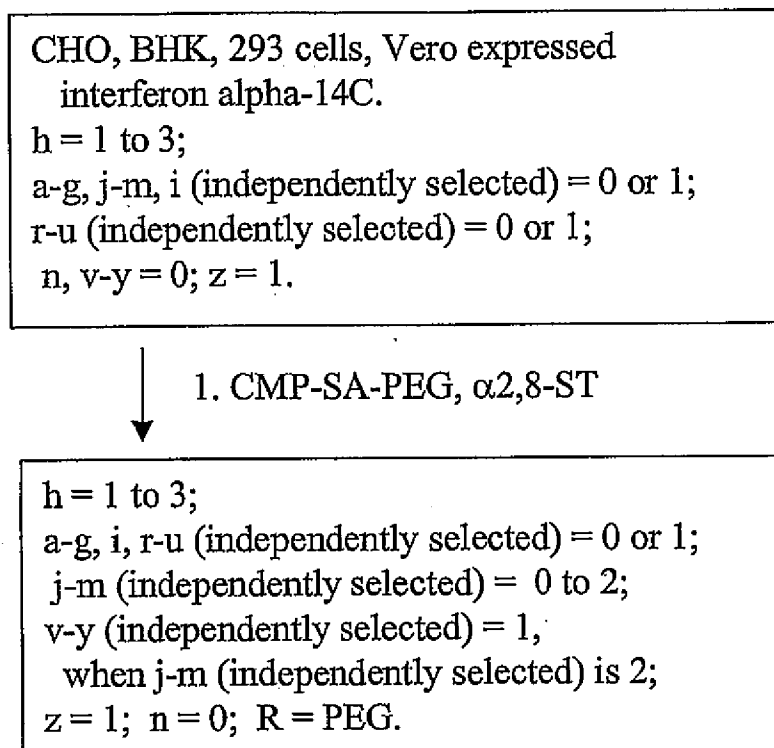 CHO, BHK, 293 cells, Vero expressed
interferon alpha-14C.
h = 1 to 3;
a-g, j-m, i (independently selected) = 0 or 1;
r-u (independently selected) = 0 or 1;
n, v-y = 0; z = 1.
1. CMP-SA-PEG, α2,8-ST
h = 1 to 3;
a-g, i, r-u (independently selected) = 0 or 1;
j-m (independently selected) = 0 to 2;
v-y (independently selected) = 1,
when j-m (independently selected) is 2;
z = 1; n = 0; R = PEG.